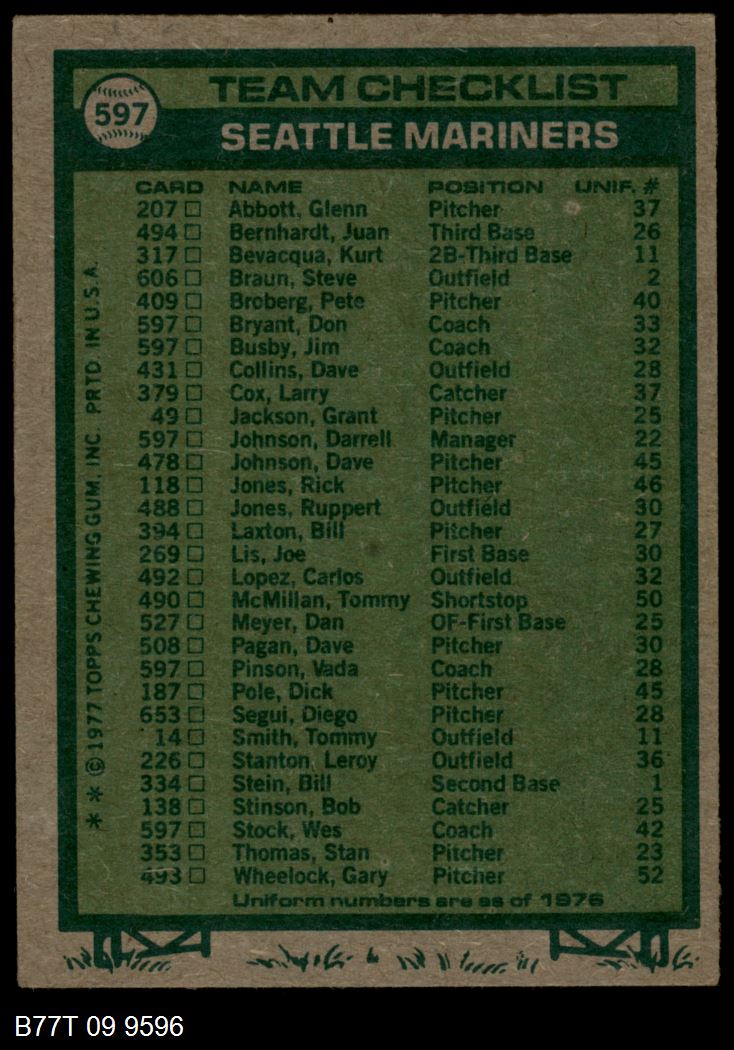 597
TEAM CHECKLIST
SEATTLE MARINERS
CARD NAME POSITION UNIF. #
207 □ Abbott, Glenn Pitcher 37
494 □ Bernhardt, Juan Third Base 26
317 □ Bevacqua, Kurt 2B-Third Base 11
606 □ Braun, Steve Outfield 2
409 □ Broberg, Pete Pitcher 40
597 □ Bryant, Don Coach 33
597 □ Busby, Jim Coach 32
431 □ Collins, Dave Outfield 28
379 □ Cox, Larry Catcher 37
49 □ Jackson, Grant Pitcher 25
597 □ Johnson, Darrell Manager 22
478 □ Johnson, Dave Pitcher 45
118 □ Jones, Rick Pitcher 46
488 □ Jones, Ruppert Outfield 30
394 □ Laxton, Bill Pitcher 27
269 □ Lis, Joe First Base 30
492 □ Lopez, Carlos Outfield 32
490 □ McMillan, Tommy Shortstop 50
527 □ Meyer, Dan OF-First Base 25
508 □ Pagan, Dave Pitcher 30
597 □ Pinson, Vada Coach 28
187 □ Pole, Dick Pitcher 45
653 □ Segui, Diego Pitcher 28
14 □ Smith, Tommy Outfield 11
226 □ Stanton, Leroy Outfield 36
334 □ Stein, Bill Second Base 1
138 □ Stinson, Bob Catcher 25
597 □ Stock, Wes Coach 42
353 □ Thomas, Stan Pitcher 23
493 □ Wheelock, Gary Pitcher 52
Uniform numbers are as of 1976
* * © 1977 TOPPS CHEWING GUM, INC. PRTD. IN U.S.A.
B77T 09 9596